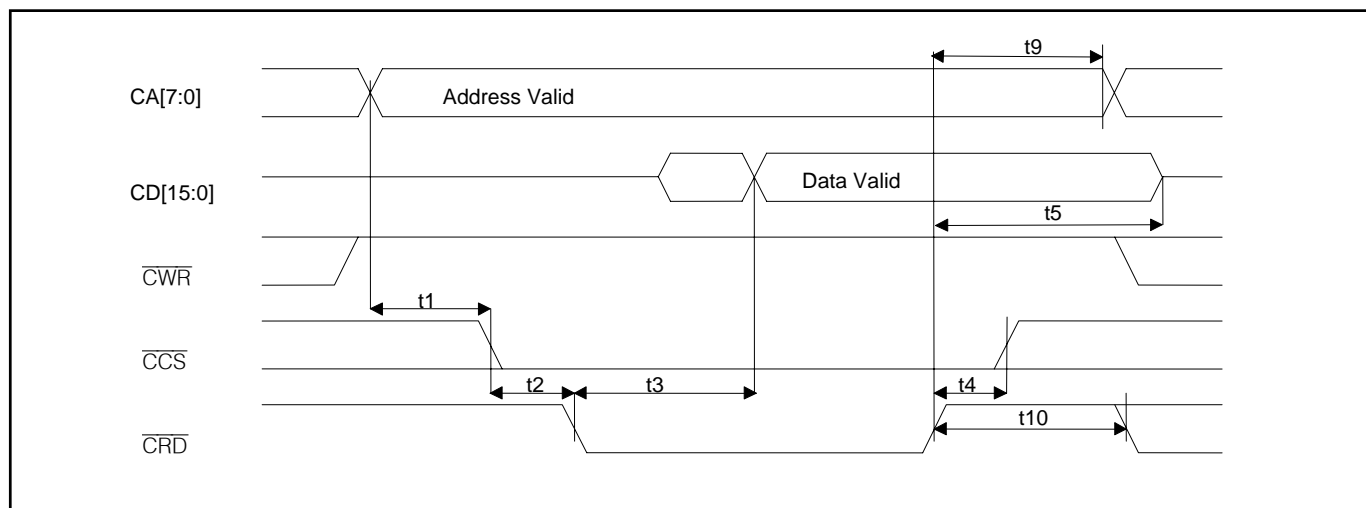 t9
CA[7:0]
Address Valid
CD[15:0]
Data Valid
t5
CWR
t1
CCS
t2
t3
t4
t10
CRD